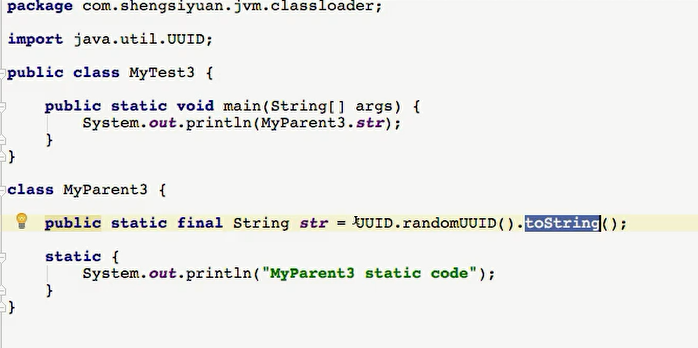 package com.shengsiyuan.jvm.classloader;
import java.util.UUID;
public class MyTest3 {
public static void main(String[] args) {
System.out.println(MyParent3.str);
}
}
class MyParent3 {
public static final String str = UUID.randomUUID().toString();
static {
System.out.println("MyParent3 static code");
}
}